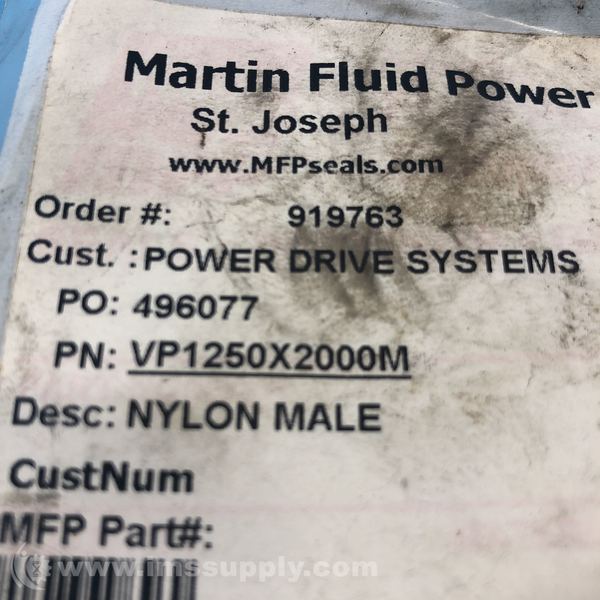 Martin Fluid Power
St. Joseph
www.MFPseals.com
Order #: 919763
Cust. :POWER DRIVE SYSTEMS
PO: 496077
PN: VP1250X2000M
Desc: NYLON MALE
CustNum
MFP Part#:
www.imssupply.com